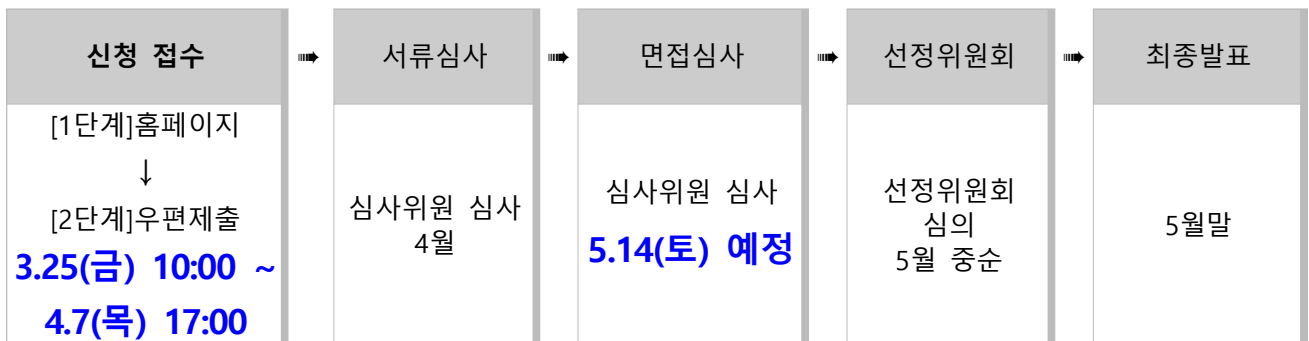 신청 접수 ➠ 서류심사 ➠ 면접심사 ➠ 선정위원회 ➠ 최종발표
[1단계]홈페이지
↓
[2단계]우편제출
3.25(금) 10:00 ~
4.7(목) 17:00
심사위원 심사
4월
심사위원 심사
5.14(토) 예정
선정위원회
심의
5월 중순
5월말